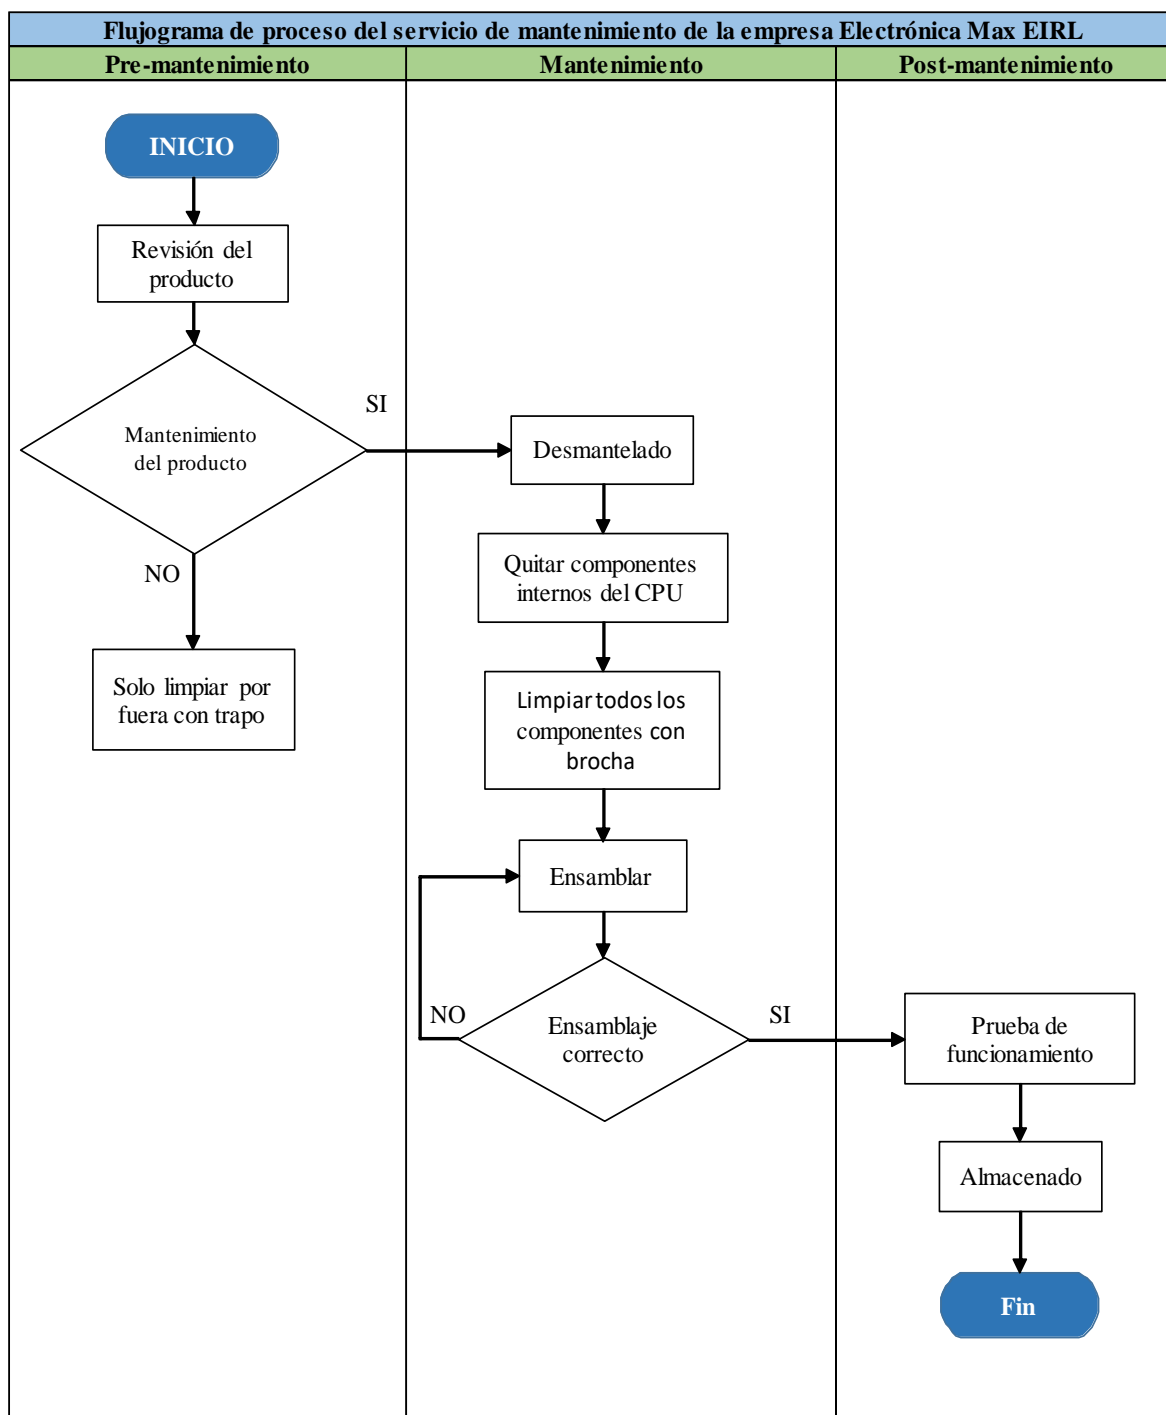 Flujograma de proceso del servicio de mantenimiento de la empresa Electrónica Max EIRL
Pre-mantenimiento
Mantenimiento
Post-mantenimiento
INICIO
Revisión del
producto
Mantenimiento
del producto
SI
NO
Solo limpiar por
fuera con trapo
Desmantelado
Quitar componentes
internos del CPU
Limpiar todos los
componentes con
brocha
Ensamblar
Ensamblaje
correcto
NO
SI
Prueba de
funcionamiento
Almacenado
Fin